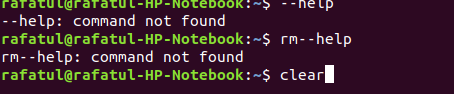 rafatul@rafatul-HP-Notebook:~$ --help
--help: command not found
rafatul@rafatul-HP-Notebook:~$ rm--help
rm--help: command not found
rafatul@rafatul-HP-Notebook:~$ clear